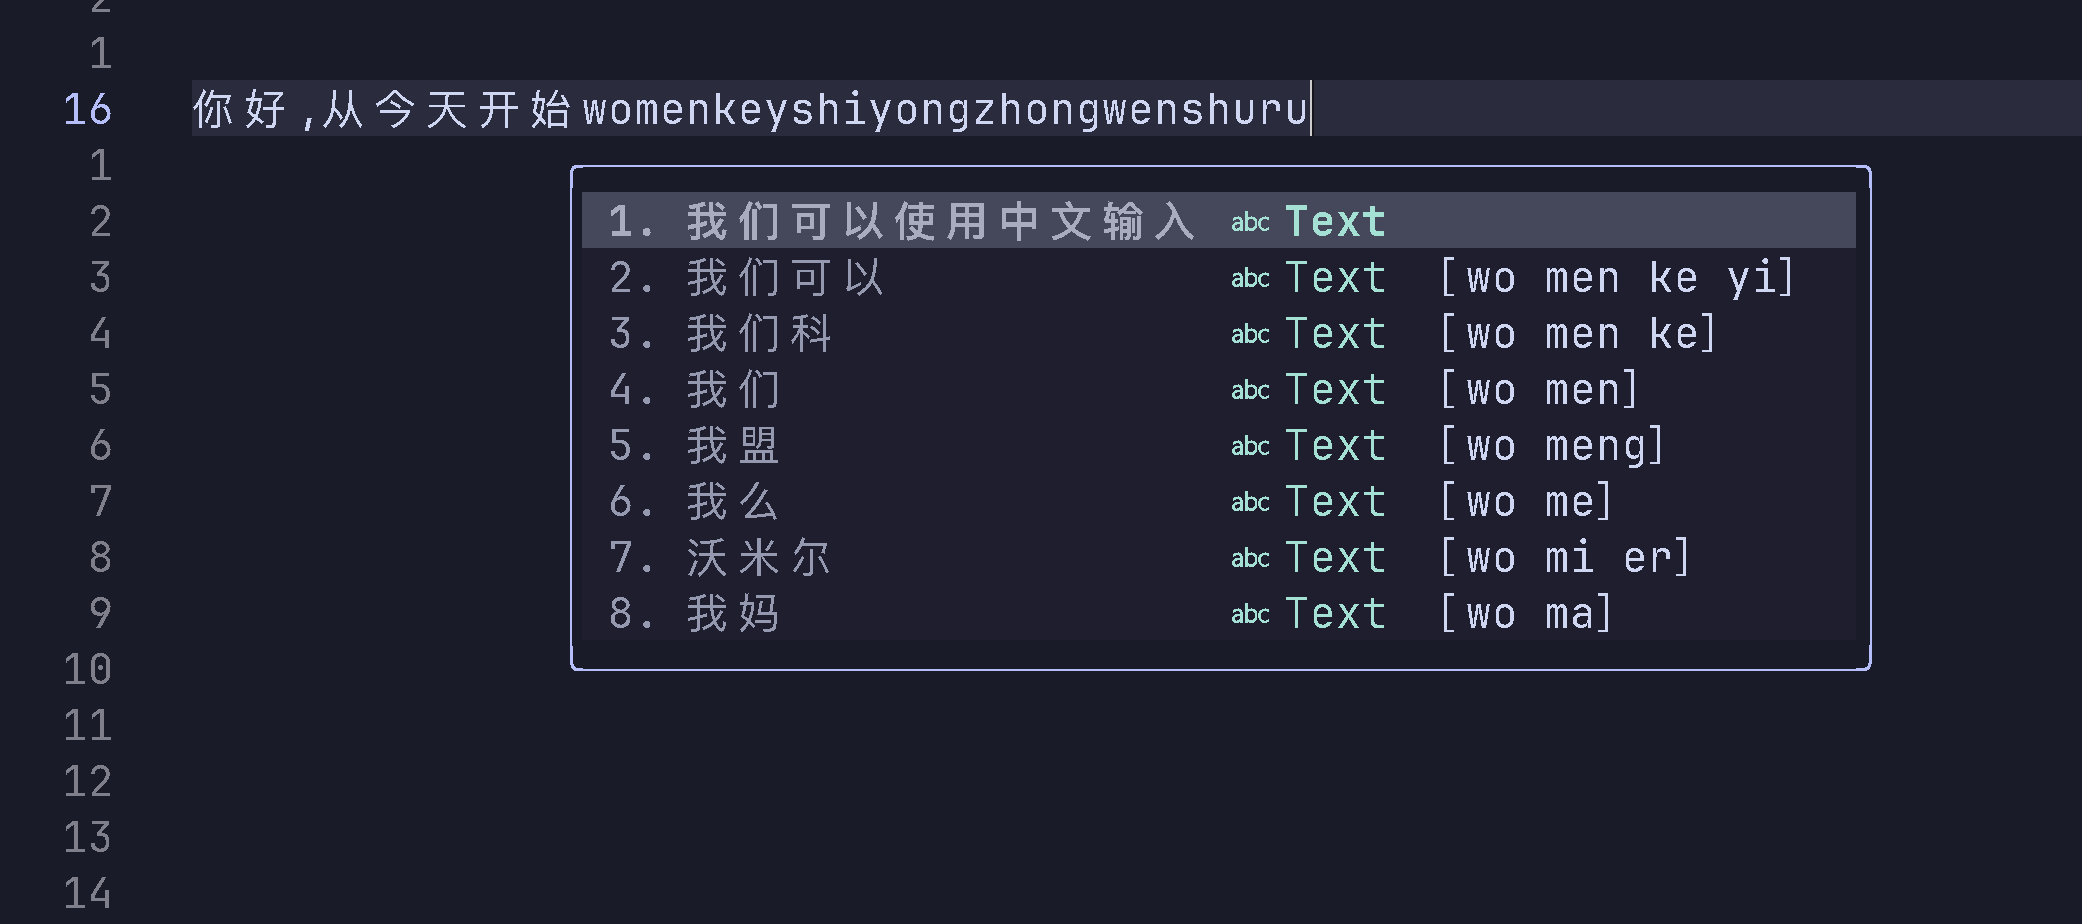 2
1
16 你好,从今天开始womenkeyshiyongzhongwenshuru
1
2 1. 我们可以使用中文输入 abc Text
3 2. 我们可以 abc Text [wo men ke yi]
4 3. 我们科 abc Text [wo men ke]
5 4. 我们 abc Text [wo men]
6 5. 我盟 abc Text [wo meng]
7 6. 我么 abc Text [wo me]
8 7. 沃米尔 abc Text [wo mi er]
9 8. 我妈 abc Text [wo ma]
10
11
12
13
14